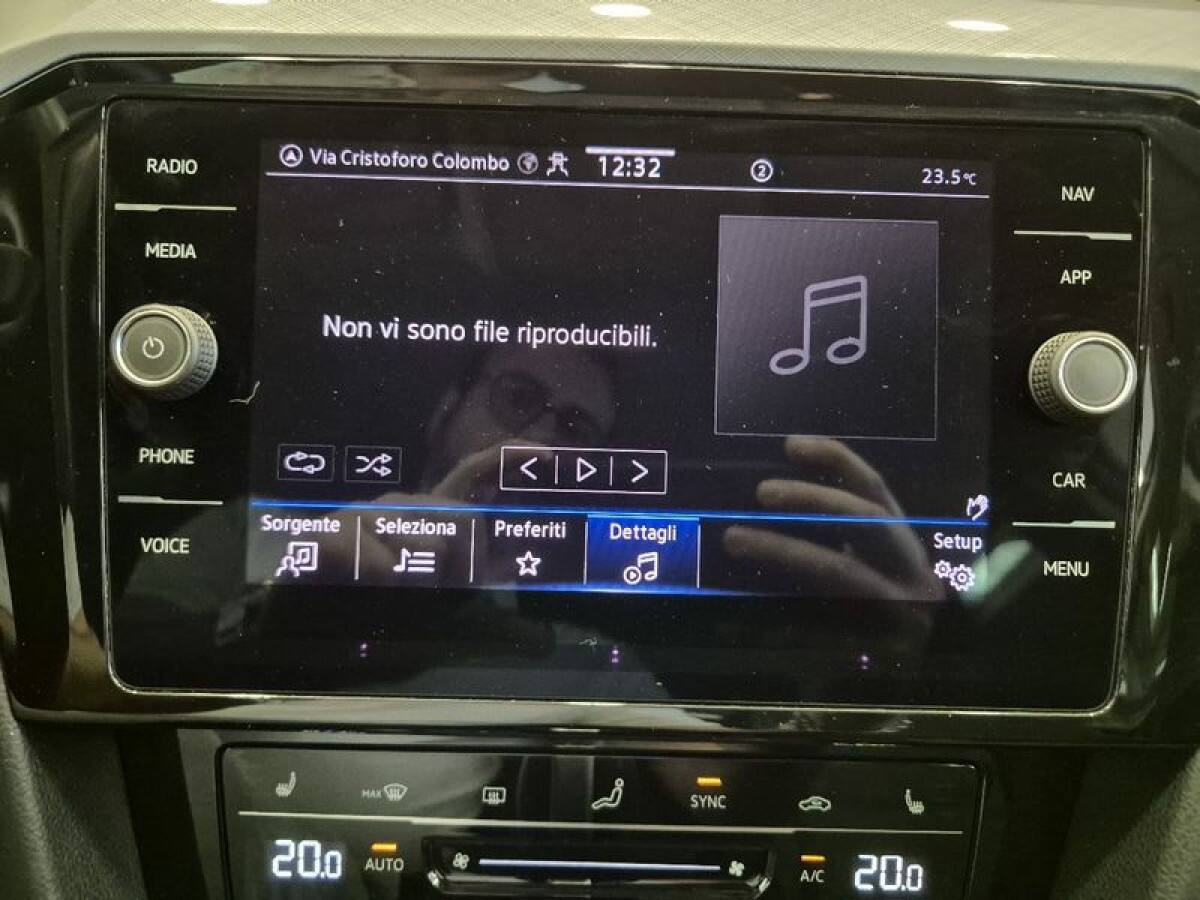 RADIO
MEDIA
PHONE
VOICE
Via Cristoforo Colombo
12:32
2
23.5°C
Non vi sono file riproducibili.
Sorgente
Seleziona
Preferiti
Dettagli
Setup
NAV
APP
CAR
MENU
MAX
SYNC
20.0
AUTO
A/C
20.0